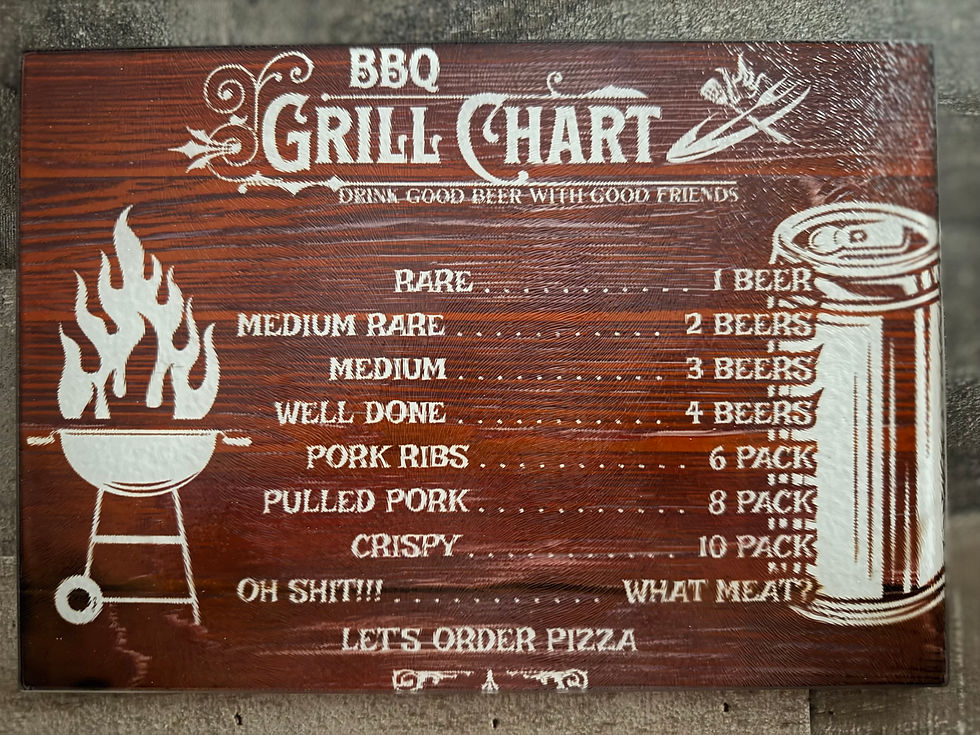 BBQ
GRILL CHART
DRINK GOOD BEER WITH GOOD FRIENDS
RARE . . . . . . . . . . . . 1 BEER
MEDIUM RARE . . . . . . . . . . . . 2 BEERS
MEDIUM . . . . . . . . . . . 3 BEERS
WELL DONE . . . . . . . . . . . . 4 BEERS
PORK RIBS . . . . . . . . . . . . 6 PACK
PULLED PORK . . . . . . . . . . . . 8 PACK
CRISPY . . . . . . . . . . . . 10 PACK
OH SHIT!!! . . . . . . . . . . . . WHAT MEAT?
LET'S ORDER PIZZA